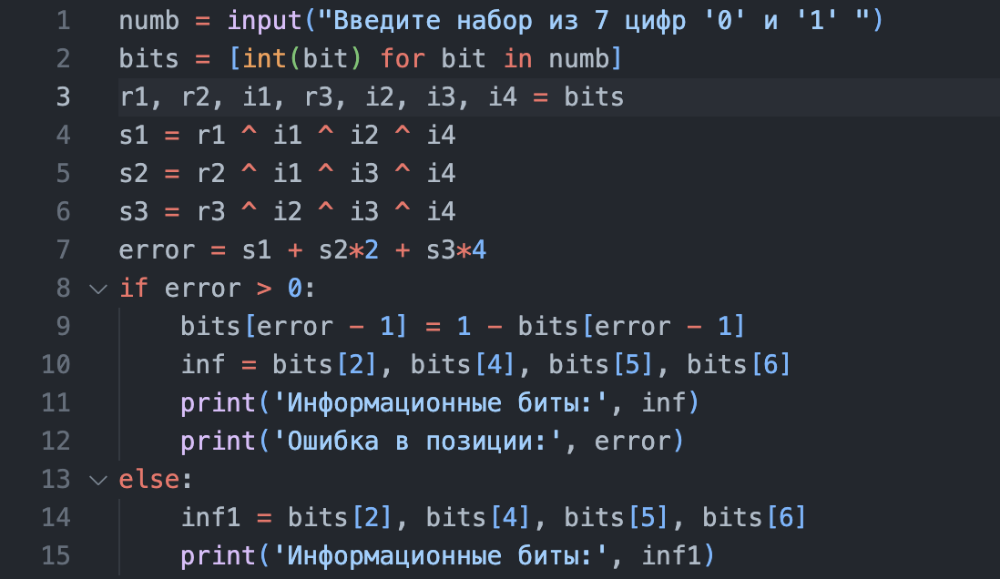 1 numb = input("Введите набор из 7 цифр '0' и '1' ")
2 bits = [int(bit) for bit in numb]
3 r1, r2, i1, r3, i2, i3, i4 = bits
4 s1 = r1 ^ i1 ^ i2 ^ i4
5 s2 = r2 ^ i1 ^ i3 ^ i4
6 s3 = r3 ^ i2 ^ i3 ^ i4
7 error = s1 + s2*2 + s3*4
8 if error > 0:
9     bits[error - 1] = 1 - bits[error - 1]
10     inf = bits[2], bits[4], bits[5], bits[6]
11     print('Информационные биты:', inf)
12     print('Ошибка в позиции:', error)
13 else:
14     inf1 = bits[2], bits[4], bits[5], bits[6]
15     print('Информационные биты:', inf1)